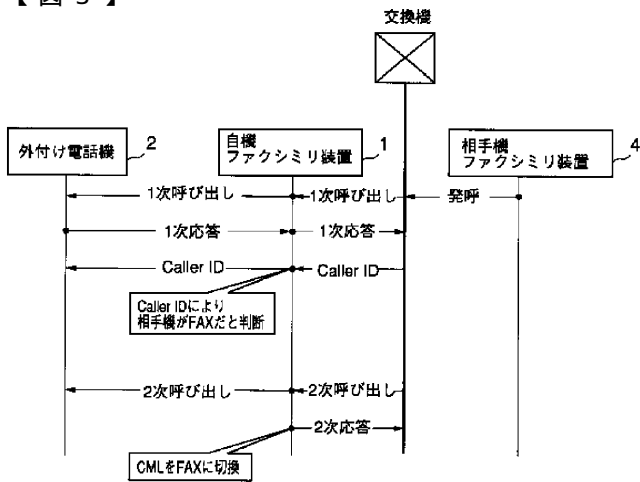 【図 3】
交換機
外付け電話機
2
自機
ファクシミリ装置
1
相手機
ファクシミリ装置
4
1次呼び出し
1次呼び出し
発呼
1次応答
1次応答
Caller ID
Caller ID
Caller IDにより
相手機がFAXだと判断
2次呼び出し
2次呼び出し
2次応答
CMLをFAXに切換